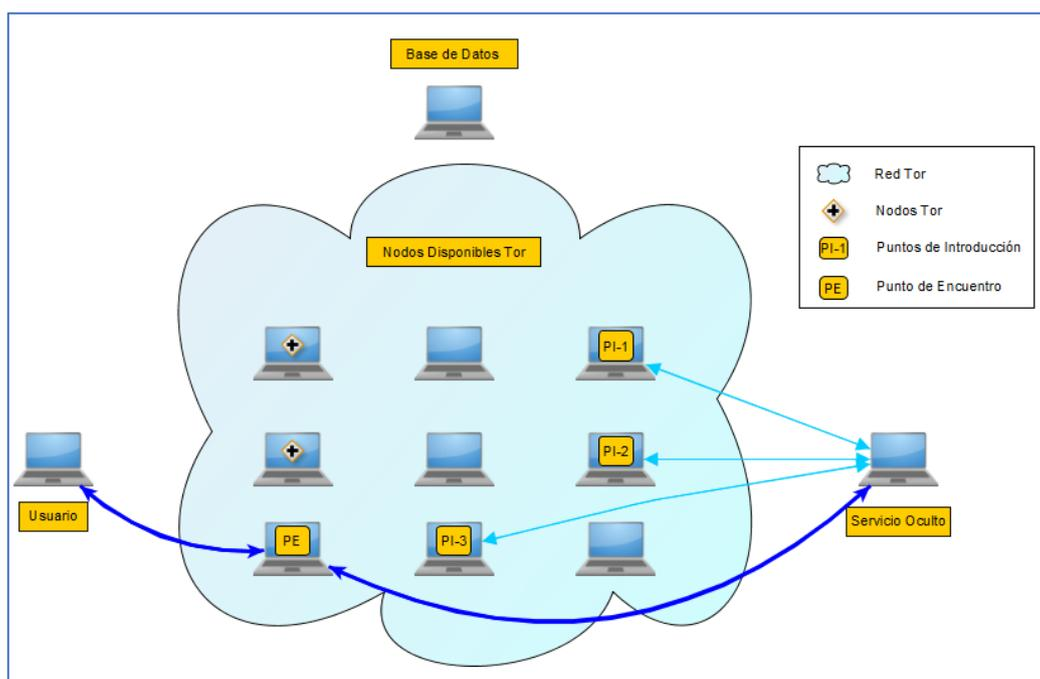 Base de Datos
Nodos Disponibles Tor
Red Tor
Nodos Tor
PI-1 Puntos de Introducción
PE Punto de Encuentro
PI-1
PI-2
Usuario
PE
PI-3
Servicio Oculto